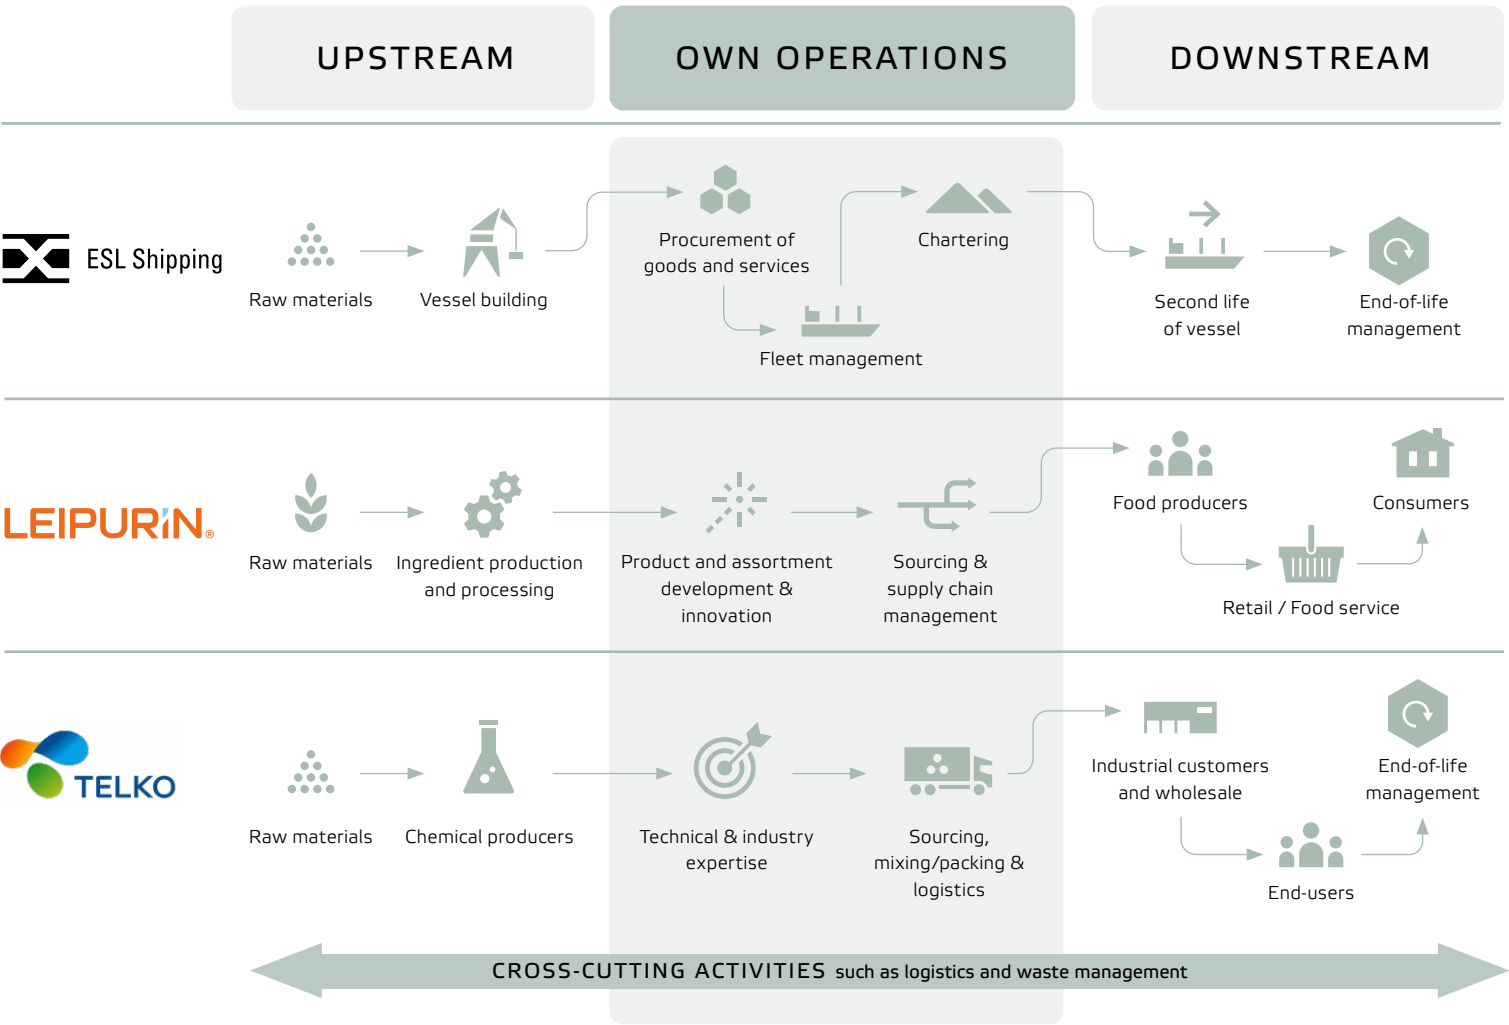 UPSTREAM
OWN OPERATIONS
DOWNSTREAM
ESL Shipping
Raw materials
Vessel building
Procurement of
goods and services
Fleet management
Chartering
Second life
of vessel
End-of-life
management
LEIPURIN®
Raw materials
Ingredient production
and processing
Product and assortment
development &
innovation
Sourcing &
supply chain
management
Food producers
Retail / Food service
Consumers
TELKO
Raw materials
Chemical producers
Technical & industry
expertise
Sourcing,
mixing/packing &
logistics
Industrial customers
and wholesale
End-users
End-of-life
management
CROSS-CUTTING ACTIVITIES such as logistics and waste management